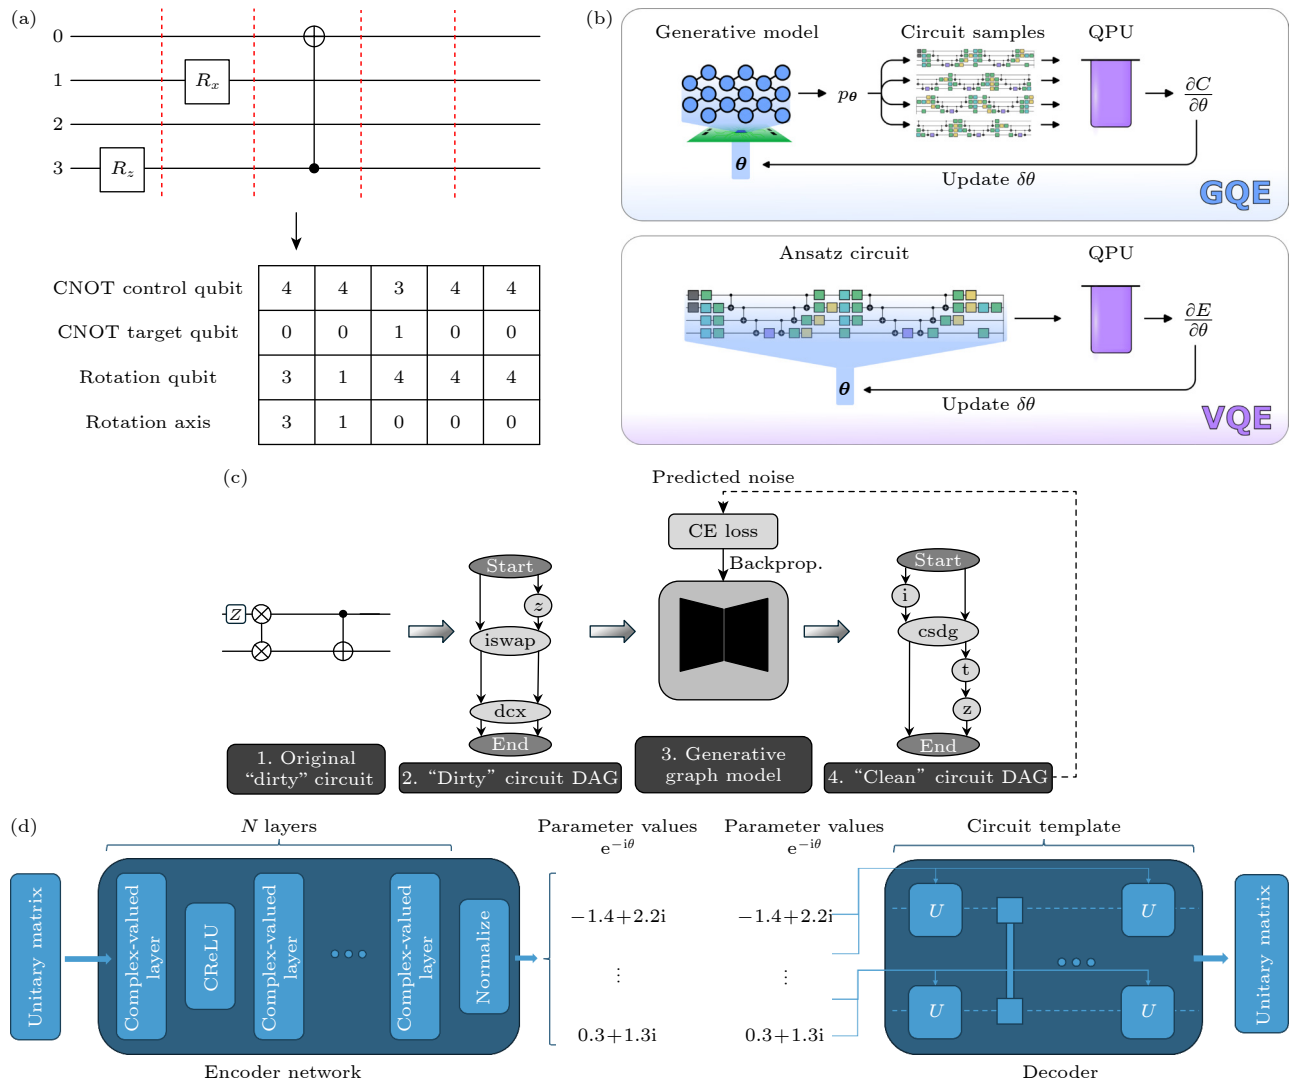 (a)
0
1
R_x
2
3
R_z
CNOT control qubit 4 4 3 4 4
CNOT target qubit 0 0 1 0 0
Rotation qubit 3 1 4 4 4
Rotation axis 3 1 0 0 0
(b)
Generative model
Circuit samples
QPU
p_θ
∂C/∂θ
θ
Update δθ
GQE
Ansatz circuit
QPU
∂E/∂θ
θ
Update δθ
VQE
(c)
Predicted noise
CE loss
Backprop.
Z
Start
z
iswap
dcx
End
Start
i
csdg
t
z
End
1. Original
“dirty” circuit
2. “Dirty” circuit DAG
3. Generative
graph model
4. “Clean” circuit DAG
(d)
N layers
Unitary matrix
Complex-valued
layer
CReLU
Complex-valued
layer
Complex-valued
layer
Normalize
Encoder network
Parameter values
e^{−iθ}
−1.4+2.2i
⋮
0.3+1.3i
Parameter values
e^{−iθ}
−1.4+2.2i
⋮
0.3+1.3i
Circuit template
U
U
U
U
Decoder
Unitary matrix